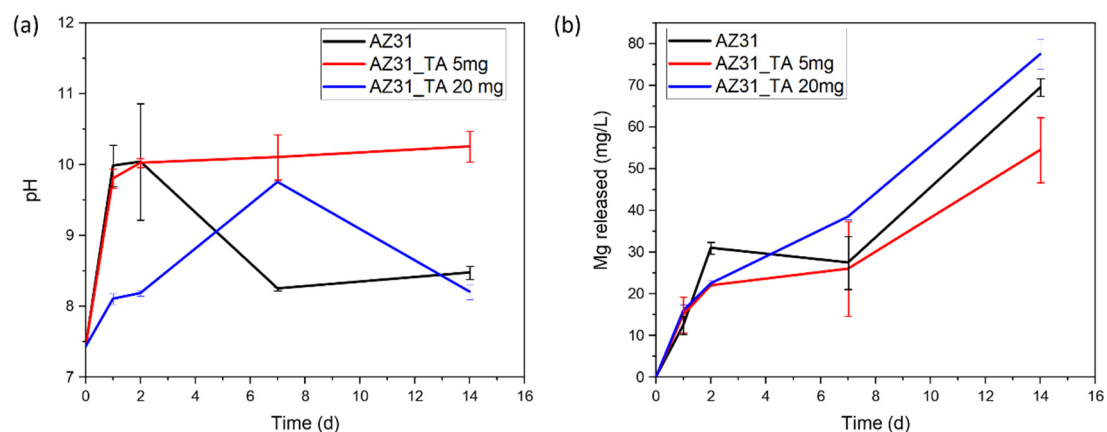 (a)
12
11
10
9
8
7
pH
0
2
4
6
8
10
12
14
16
Time (d)
AZ31
AZ31_TA 5mg
AZ31_TA 20 mg
(b)
85
80
70
60
50
40
30
20
10
0
Mg released (mg/L)
0
2
4
6
8
10
12
14
16
Time (d)
AZ31
AZ31_TA 5mg
AZ31_TA 20mg